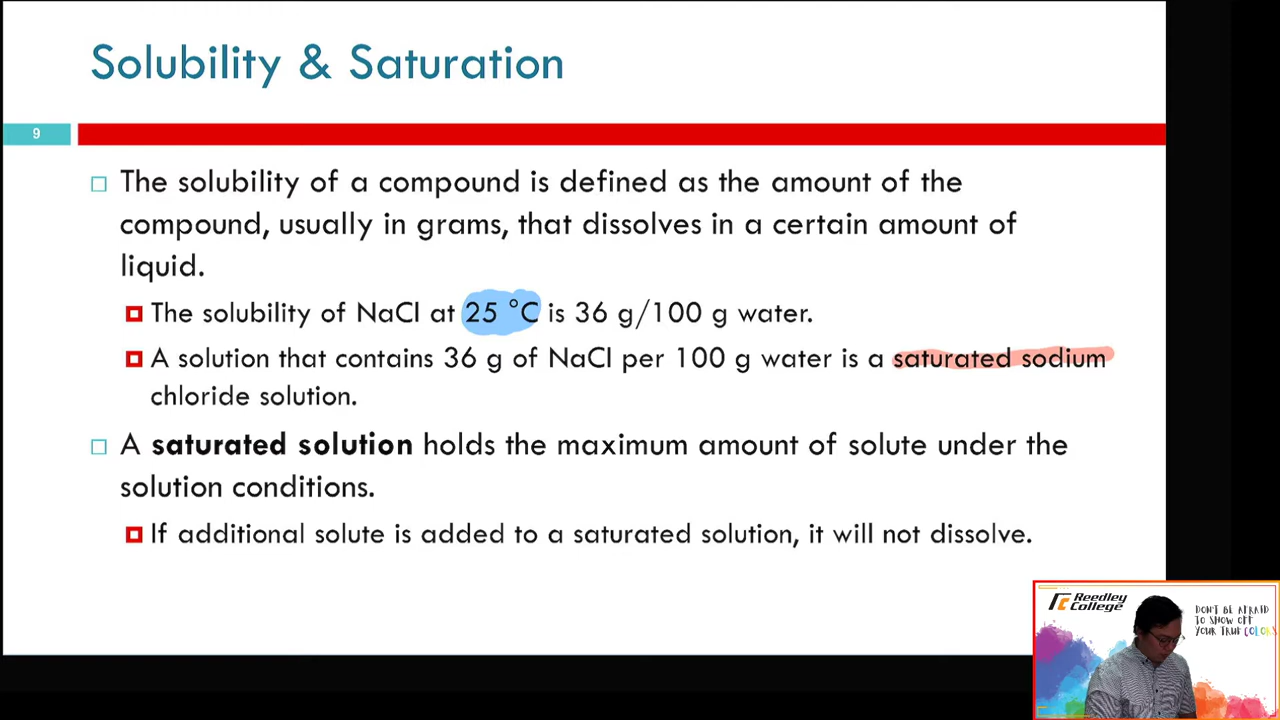 Solubility & Saturation
9
The solubility of a compound is defined as the amount of the
compound, usually in grams, that dissolves in a certain amount of
liquid.
The solubility of NaCl at 25 °C is 36 g/100 g water.
A solution that contains 36 g of NaCl per 100 g water is a saturated sodium
chloride solution.
A saturated solution holds the maximum amount of solute under the
solution conditions.
If additional solute is added to a saturated solution, it will not dissolve.
Reedley
College
DON'T BE AFRAID
TO SHOW OFF
YOUR TRUE COLORS